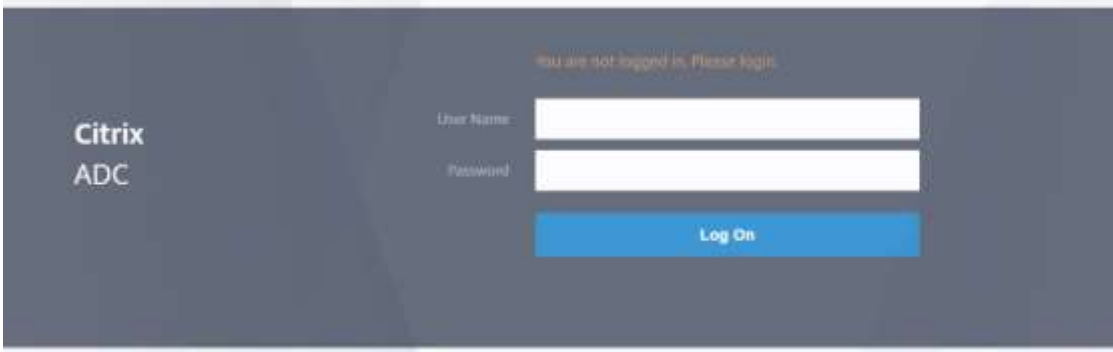 You are not logged in. Please login.
Citrix
ADC
User Name
Password
Log On